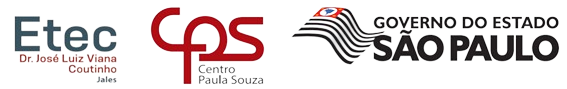 Etec
Dr. José Luiz Viana
Coutinho
Jales
cps
Centro
Paula Souza
GOVERNO DO ESTADO
SÃO PAULO